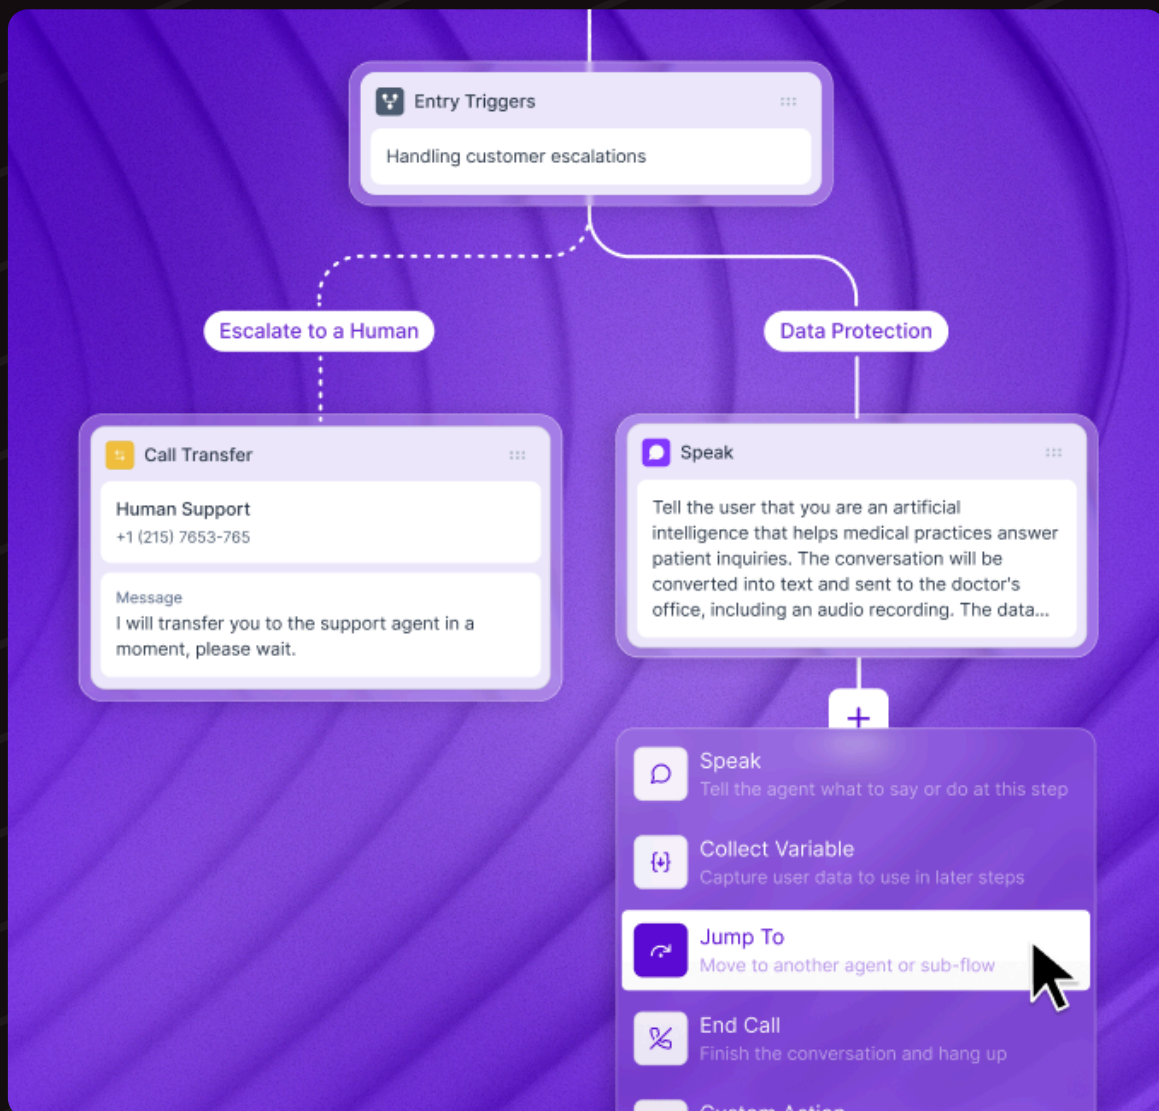 Entry Triggers
Handling customer escalations
Escalate to a Human
Data Protection
Call Transfer
Human Support
+1 (215) 7653-765
Message
I will transfer you to the support agent in a
moment, please wait.
Speak
Tell the user that you are an artificial
intelligence that helps medical practices answer
patient inquiries. The conversation will be
converted into text and sent to the doctor's
office, including an audio recording. The data...
Speak
Tell the agent what to say or do at this step
Collect Variable
Capture user data to use in later steps
Jump To
Move to another agent or sub-flow
End Call
Finish the conversation and hang up
Custom Action